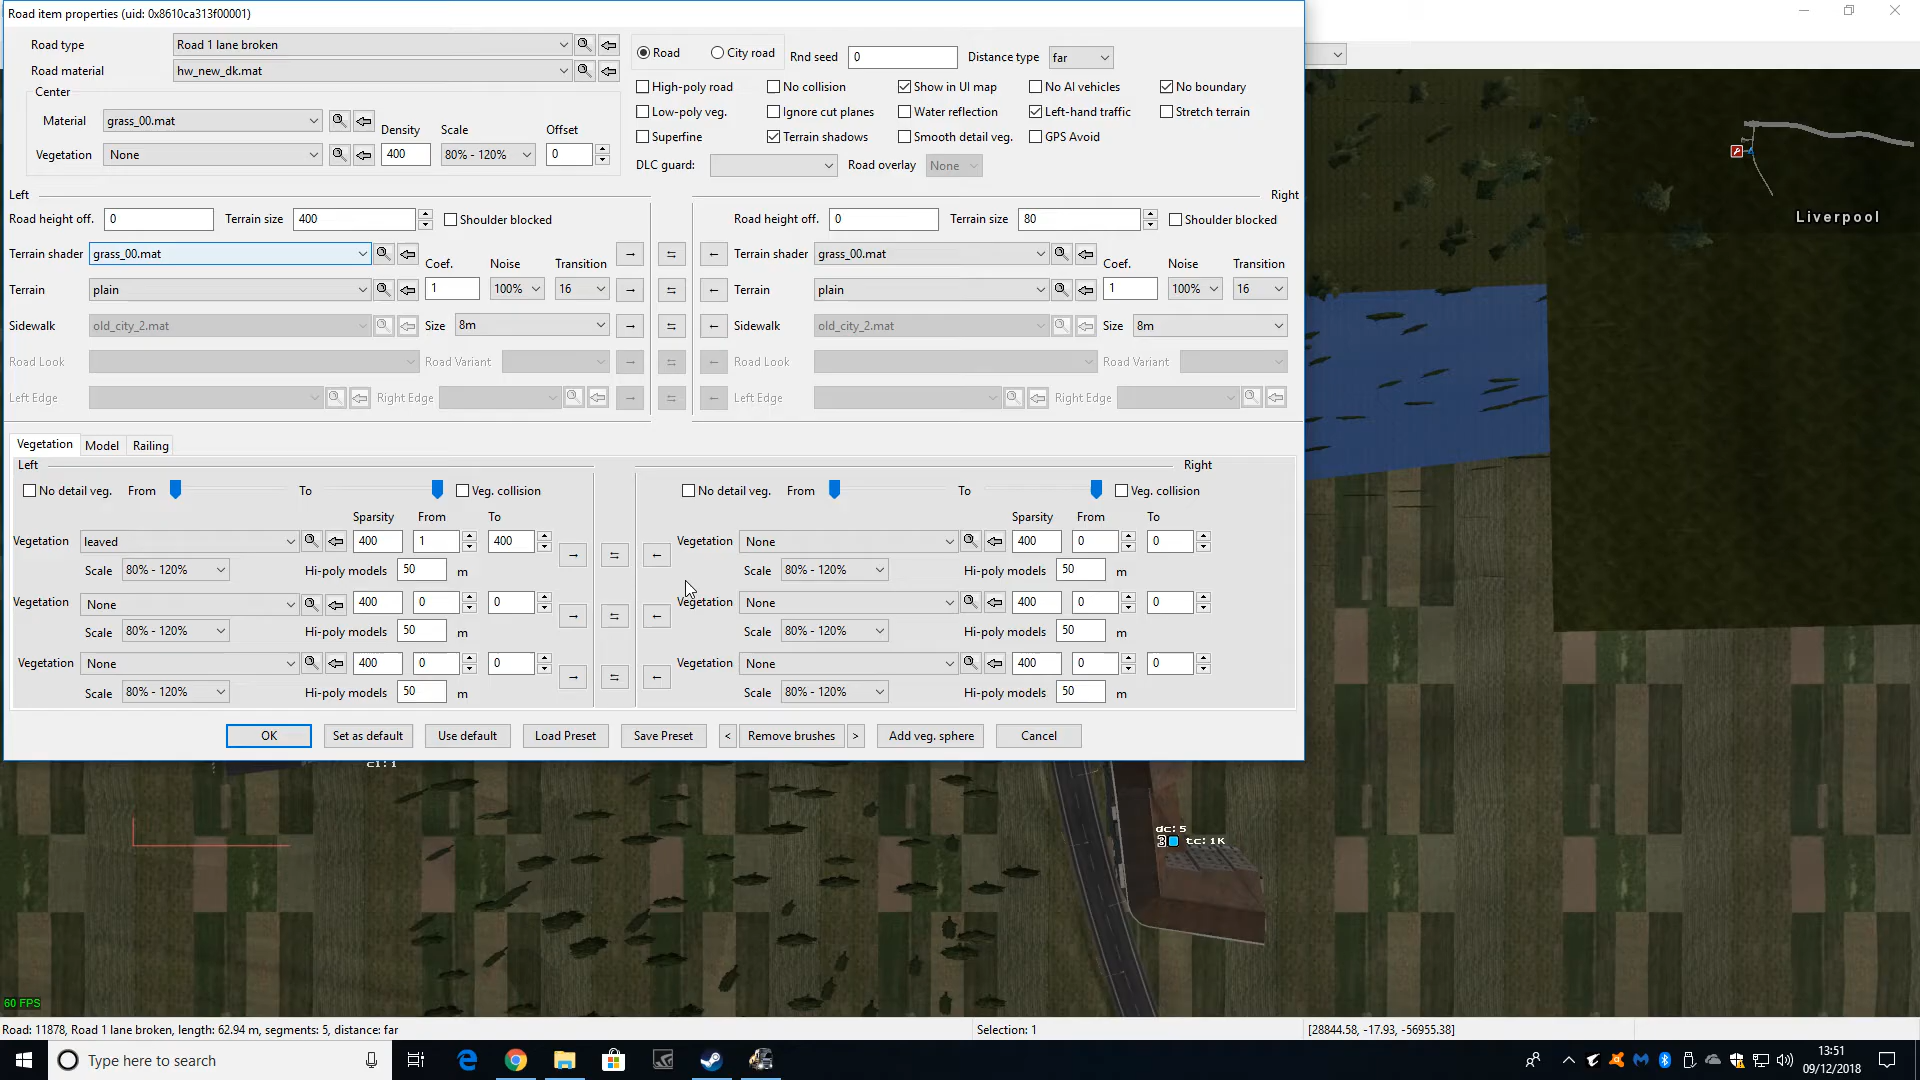 Road item properties (uid: 0x8610ca313f00001)
Road type Road 1 lane broken
Road material hw_new_dk.mat
Center
Material grass_00.mat
Density Scale Offset
Vegetation None 400 80% - 120% 0
Road City road Rnd seed 0 Distance type far
High-poly road No collision Show in UI map No AI vehicles No boundary
Low-poly veg. Ignore cut planes Water reflection Left-hand traffic Stretch terrain
Superfine Terrain shadows Smooth detail veg. GPS Avoid
DLC guard: Road overlay None
Left Right
Road height off. 0 Terrain size 400 Shoulder blocked Road height off. 0 Terrain size 80 Shoulder blocked
Terrain shader grass_00.mat Coef. Noise Transition → ⇆ ← Terrain shader grass_00.mat Coef. Noise Transition
Terrain plain 1 100% 16 → ⇆ ← Terrain plain 1 100% 16
Sidewalk old_city_2.mat Size 8m → ⇆ ← Sidewalk old_city_2.mat Size 8m
Road Look Road Variant → ⇆ ← Road Look Road Variant
Left Edge Right Edge → ⇆ ← Left Edge Right Edge
Vegetation Model Railing
Left Right
No detail veg. From To Veg. collision No detail veg. From To Veg. collision
Sparsity From To Sparsity From To
Vegetation leaved 400 1 400 → ⇆ ← Vegetation None 400 0 0
Scale 80% - 120% Hi-poly models 50 m Scale 80% - 120% Hi-poly models 50 m
Vegetation None 400 0 0 → ⇆ ← Vegetation None 400 0 0
Scale 80% - 120% Hi-poly models 50 m Scale 80% - 120% Hi-poly models 50 m
Vegetation None 400 0 0 → ⇆ ← Vegetation None 400 0 0
Scale 80% - 120% Hi-poly models 50 m Scale 80% - 120% Hi-poly models 50 m
OK Set as default Use default Load Preset Save Preset < Remove brushes > Add veg. sphere Cancel
Liverpool
dc:5
tc:1K
60 FPS
Road: 11878, Road 1 lane broken, length: 62.94 m, segments: 5, distance: far Selection: 1 [28844.58, -17.93, -56955.38]
Type here to search
13:51
09/12/2018